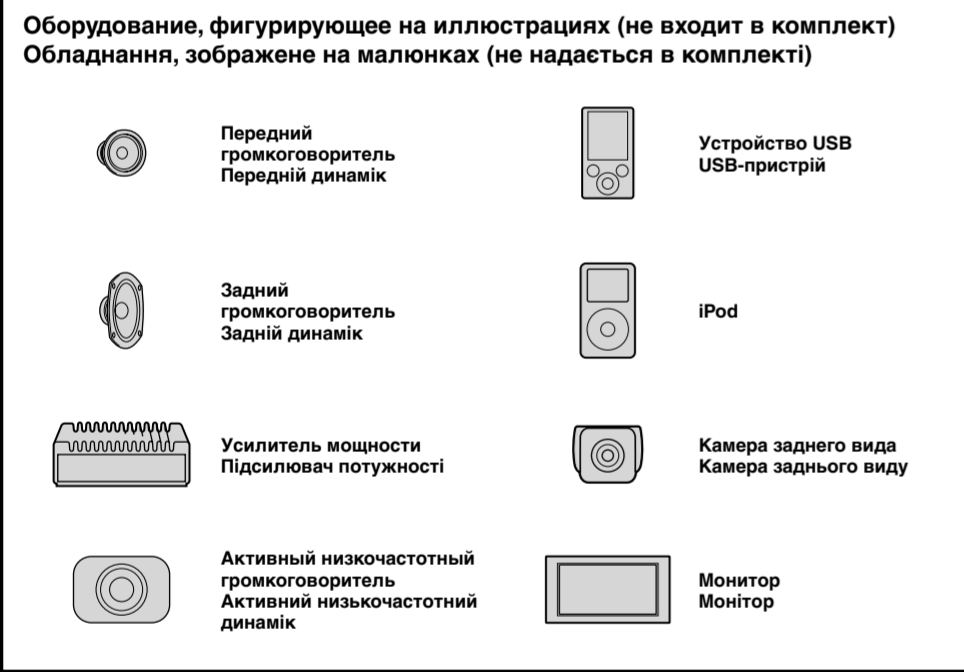 Оборудование, фигурирующее на иллюстрациях (не входит в комплект)
Обладнання, зображене на малюнках (не надається в комплекті)
Передний
громкоговоритель
Передній динамік
Устройство USB
USB-пристрій
Задний
громкоговоритель
Задній динамік
iPod
Усилитель мощности
Підсилювач потужності
Камера заднего вида
Камера заднього виду
Активный низкочастотный
громкоговоритель
Активний низькочастотний
динамік
Монитор
Монітор